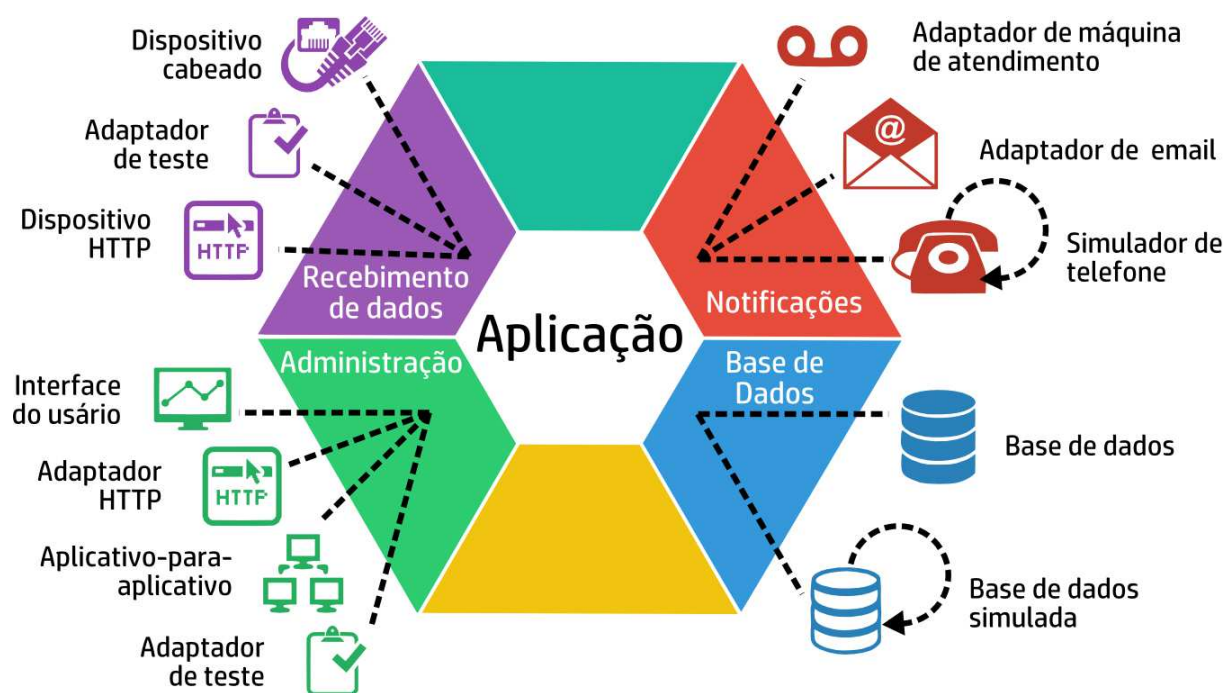 Dispositivo
cabeado
Adaptador
de teste
Dispositivo
HTTP
HTTP
Recebimento
de dados
Adaptador de máquina
de atendimento
@
Adaptador de email
Simulador de
telefone
Notificações
Aplicação
Administração
Interface
do usário
Adaptador
HTTP
HTTP
Aplicativo-para-
aplicativo
Adaptador
de teste
Base de
Dados
Base de dados
Base de dados
simulada